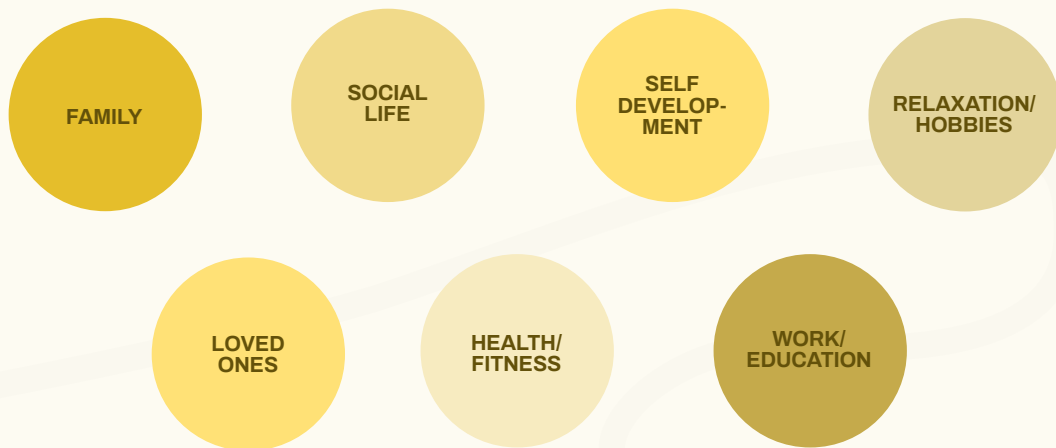 FAMILY
SOCIAL
LIFE
SELF
DEVELOP-
MENT
RELAXATION/
HOBBIES
LOVED
ONES
HEALTH/
FITNESS
WORK/
EDUCATION